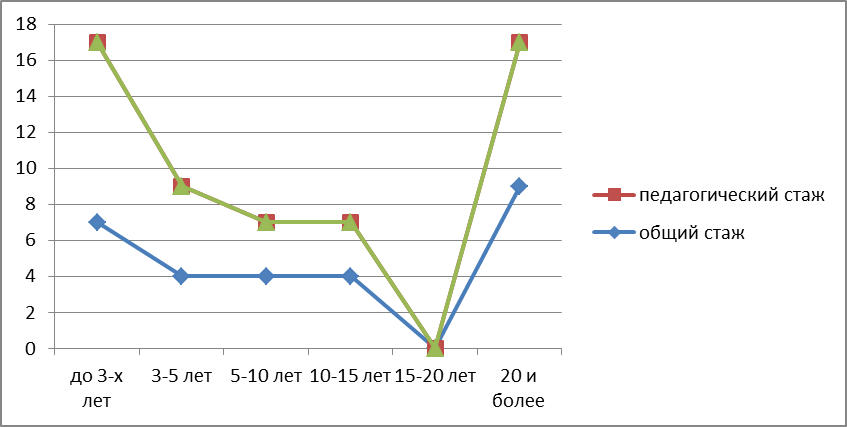 18
16
14
12
10
8
6
4
2
0
до 3-х
лет
3-5 лет
5-10 лет
10-15 лет
15-20 лет
20 и
более
педагогический стаж
общий стаж